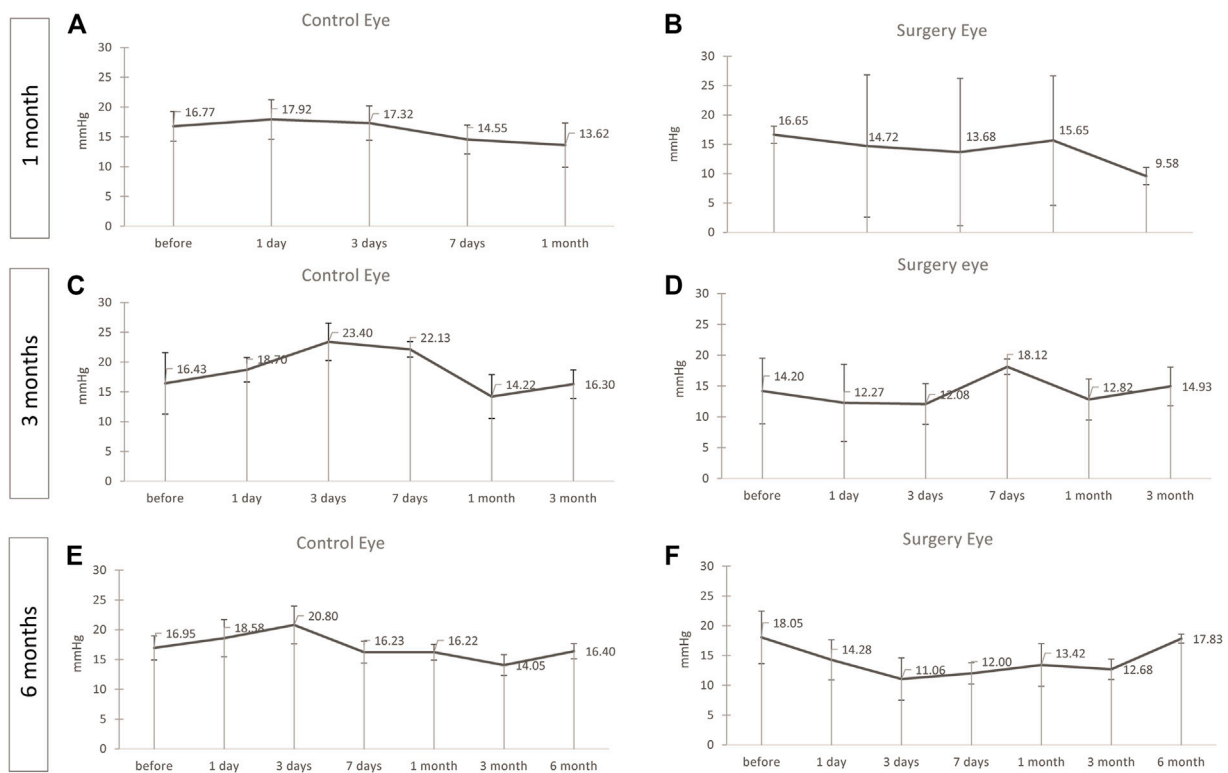 1 month
A
Control Eye
mmHg
30
25
20
15
10
5
0
16.77
17.92
17.32
14.55
13.62
before
1 day
3 days
7 days
1 month
B
Surgery Eye
mmHg
30
25
20
15
10
5
0
16.65
14.72
13.68
15.65
9.58
3 months
C
Control Eye
mmHg
30
25
20
15
10
5
0
16.43
18.70
23.40
22.13
14.22
16.30
before
1 day
3 days
7 days
1 month
3 month
D
Surgery eye
mmHg
30
25
20
15
10
5
0
14.20
12.27
12.08
18.12
12.82
14.93
before
1 day
3 days
7 days
1 month
3 month
6 months
E
Control Eye
mmHg
30
25
20
15
10
5
0
16.95
18.58
20.80
16.23
16.22
14.05
16.40
before
1 day
3 days
7 days
1 month
3 month
6 month
F
Surgery Eye
mmHg
30
25
20
15
10
5
0
18.05
14.28
11.06
12.00
13.42
12.68
17.83
before
1 day
3 days
7 days
1 month
3 month
6 month